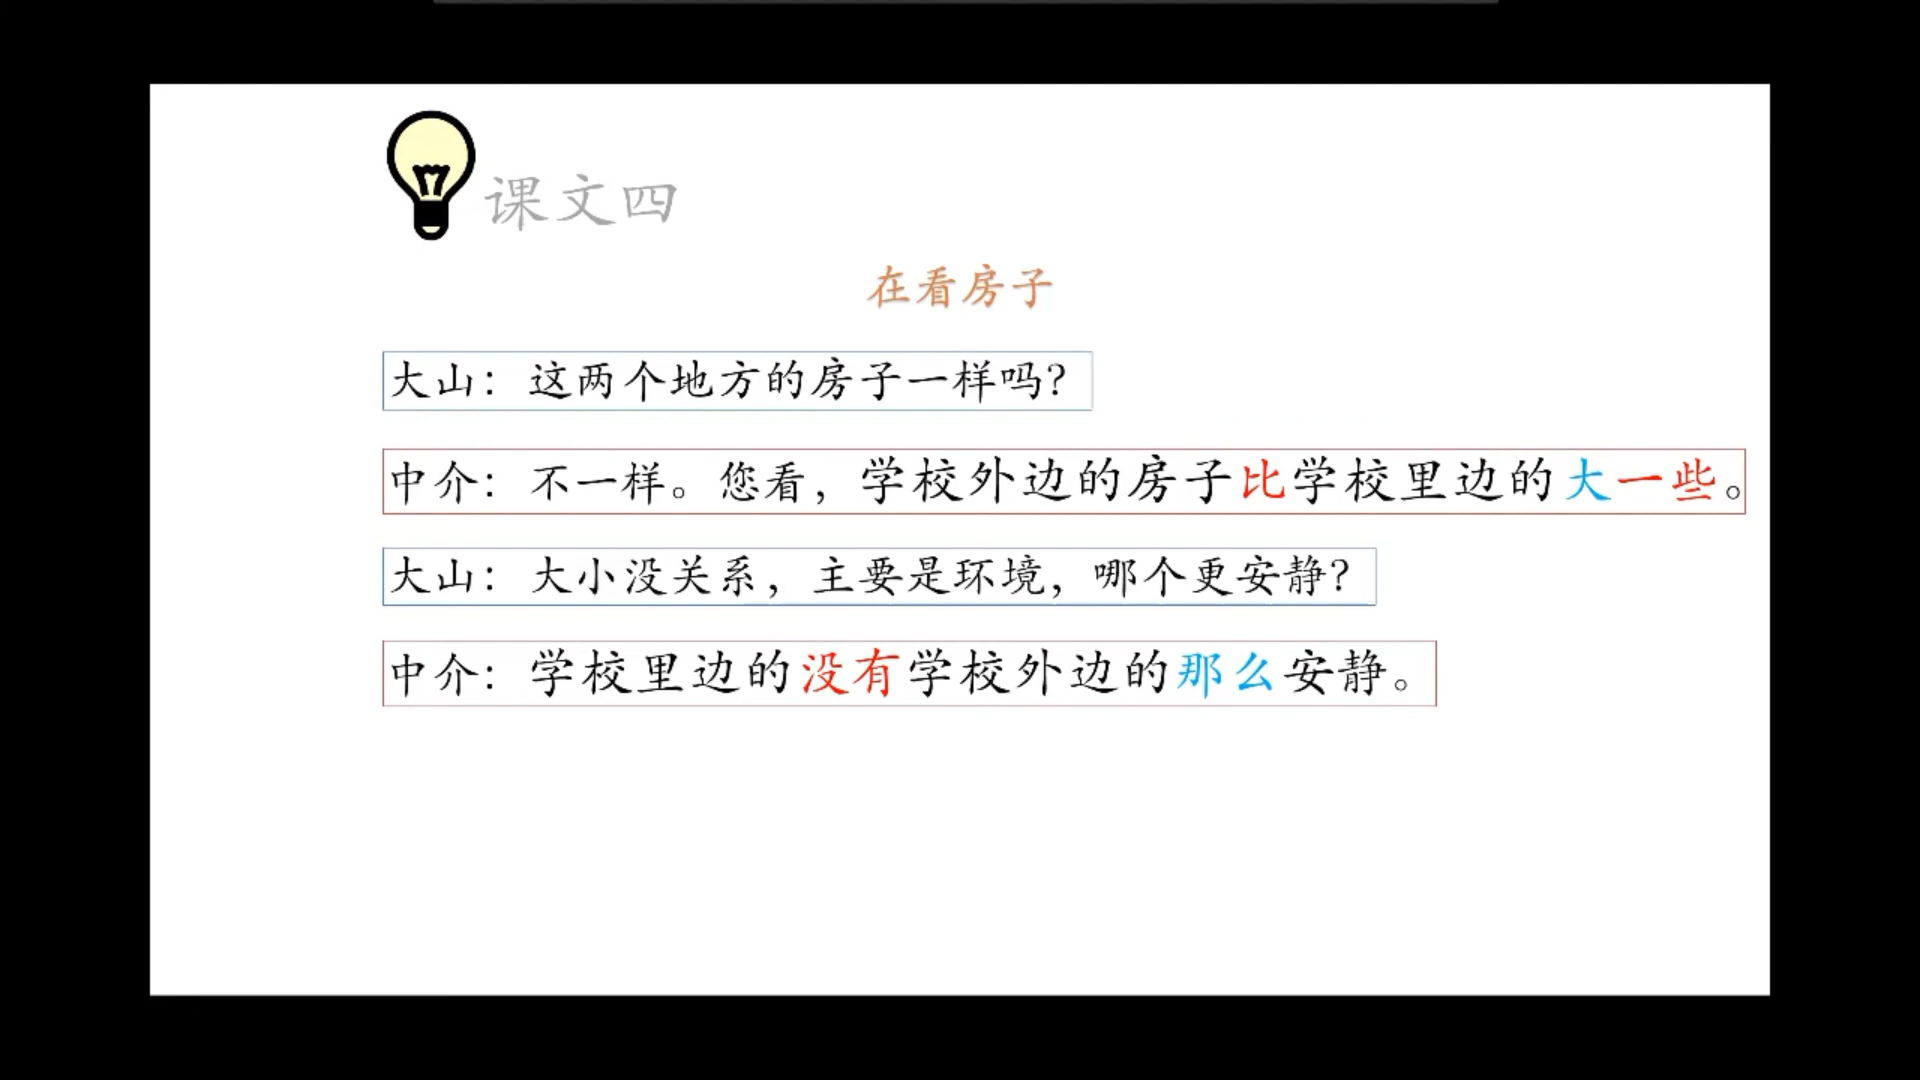 课文四
在看房子
大山：这两个地方的房子一样吗？
中介：不一样。您看，学校外边的房子比学校里边的大一些。
大山：大小没关系，主要是环境，哪个更安静？
中介：学校里边的没有学校外边的那么安静。